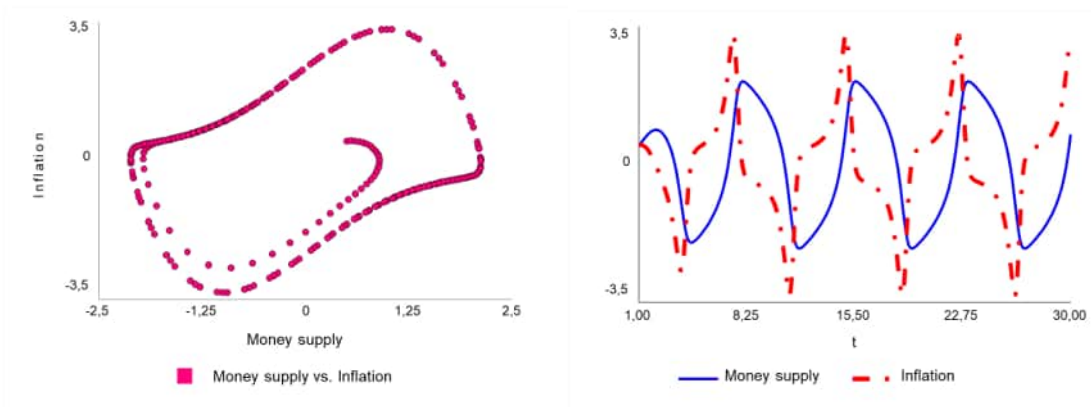 3,5
0
-3,5
Inflation
-2,5 -1,25 0 1,25 2,5
Money supply
Money supply vs. Inflation
3,5
0
-3,5
1,00 8,25 15,50 22,75 30,00
t
Money supply Inflation